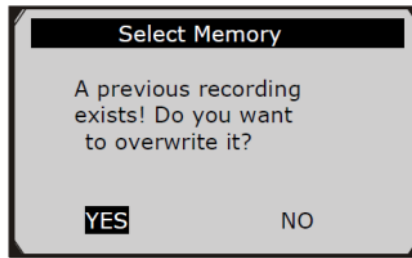 Select Memory
A previous recording
exists! Do you want
to overwrite it?
YES NO